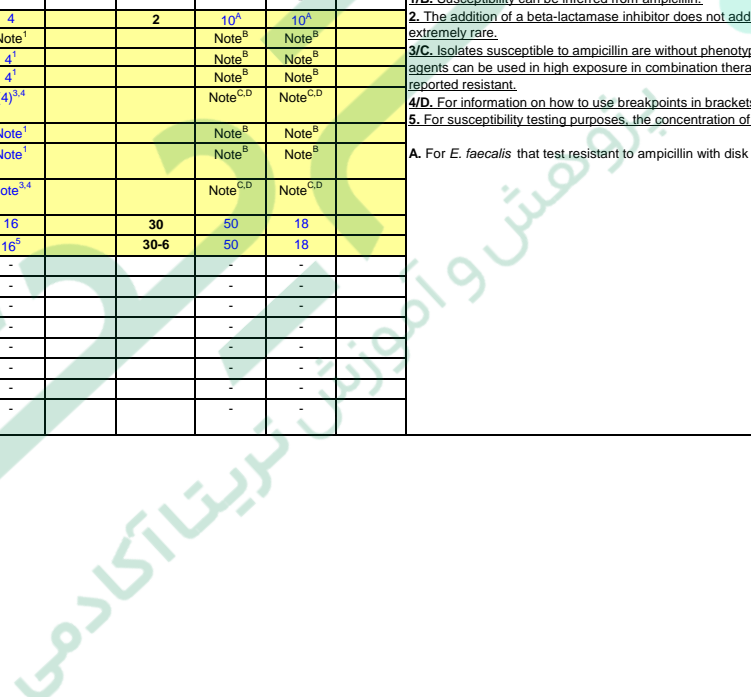 1/B. Susceptibility can be inferred from ampicillin.
4 2 10A 10A
2. The addition of a beta-lactamase inhibitor does not add
extremely rare.
Note1 NoteB NoteB
3/C. Isolates susceptible to ampicillin are without phenotyp
41 NoteB NoteB
agents can be used in high exposure in combination thera
41 NoteB NoteB
reported resistant.
4)3,4 NoteC,D NoteC,D
4/D. For information on how to use breakpoints in brackets
5. For susceptibility testing purposes, the concentration of
Note1 NoteB NoteB
Note1 NoteB NoteB
A. For E. faecalis that test resistant to ampicillin with disk
ote3,4 NoteC,D NoteC,D
16 30 50 18
165 30-6 50 18
- - -
- - -
- - -
- - -
- - -
- - -
- - -
- - -
پژوهش و آموزش تریتا آکادمی